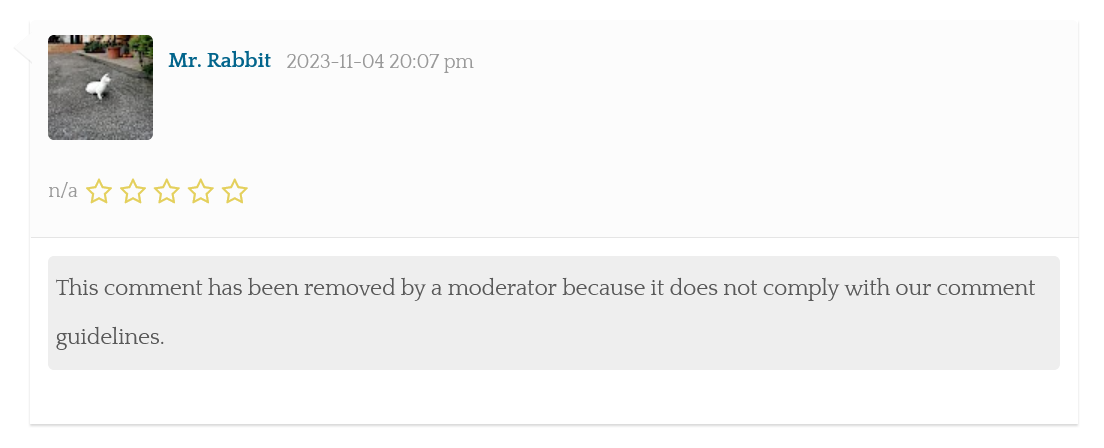 Mr. Rabbit 2023-11-04 20:07 pm
n/a
This comment has been removed by a moderator because it does not comply with our comment
guidelines.